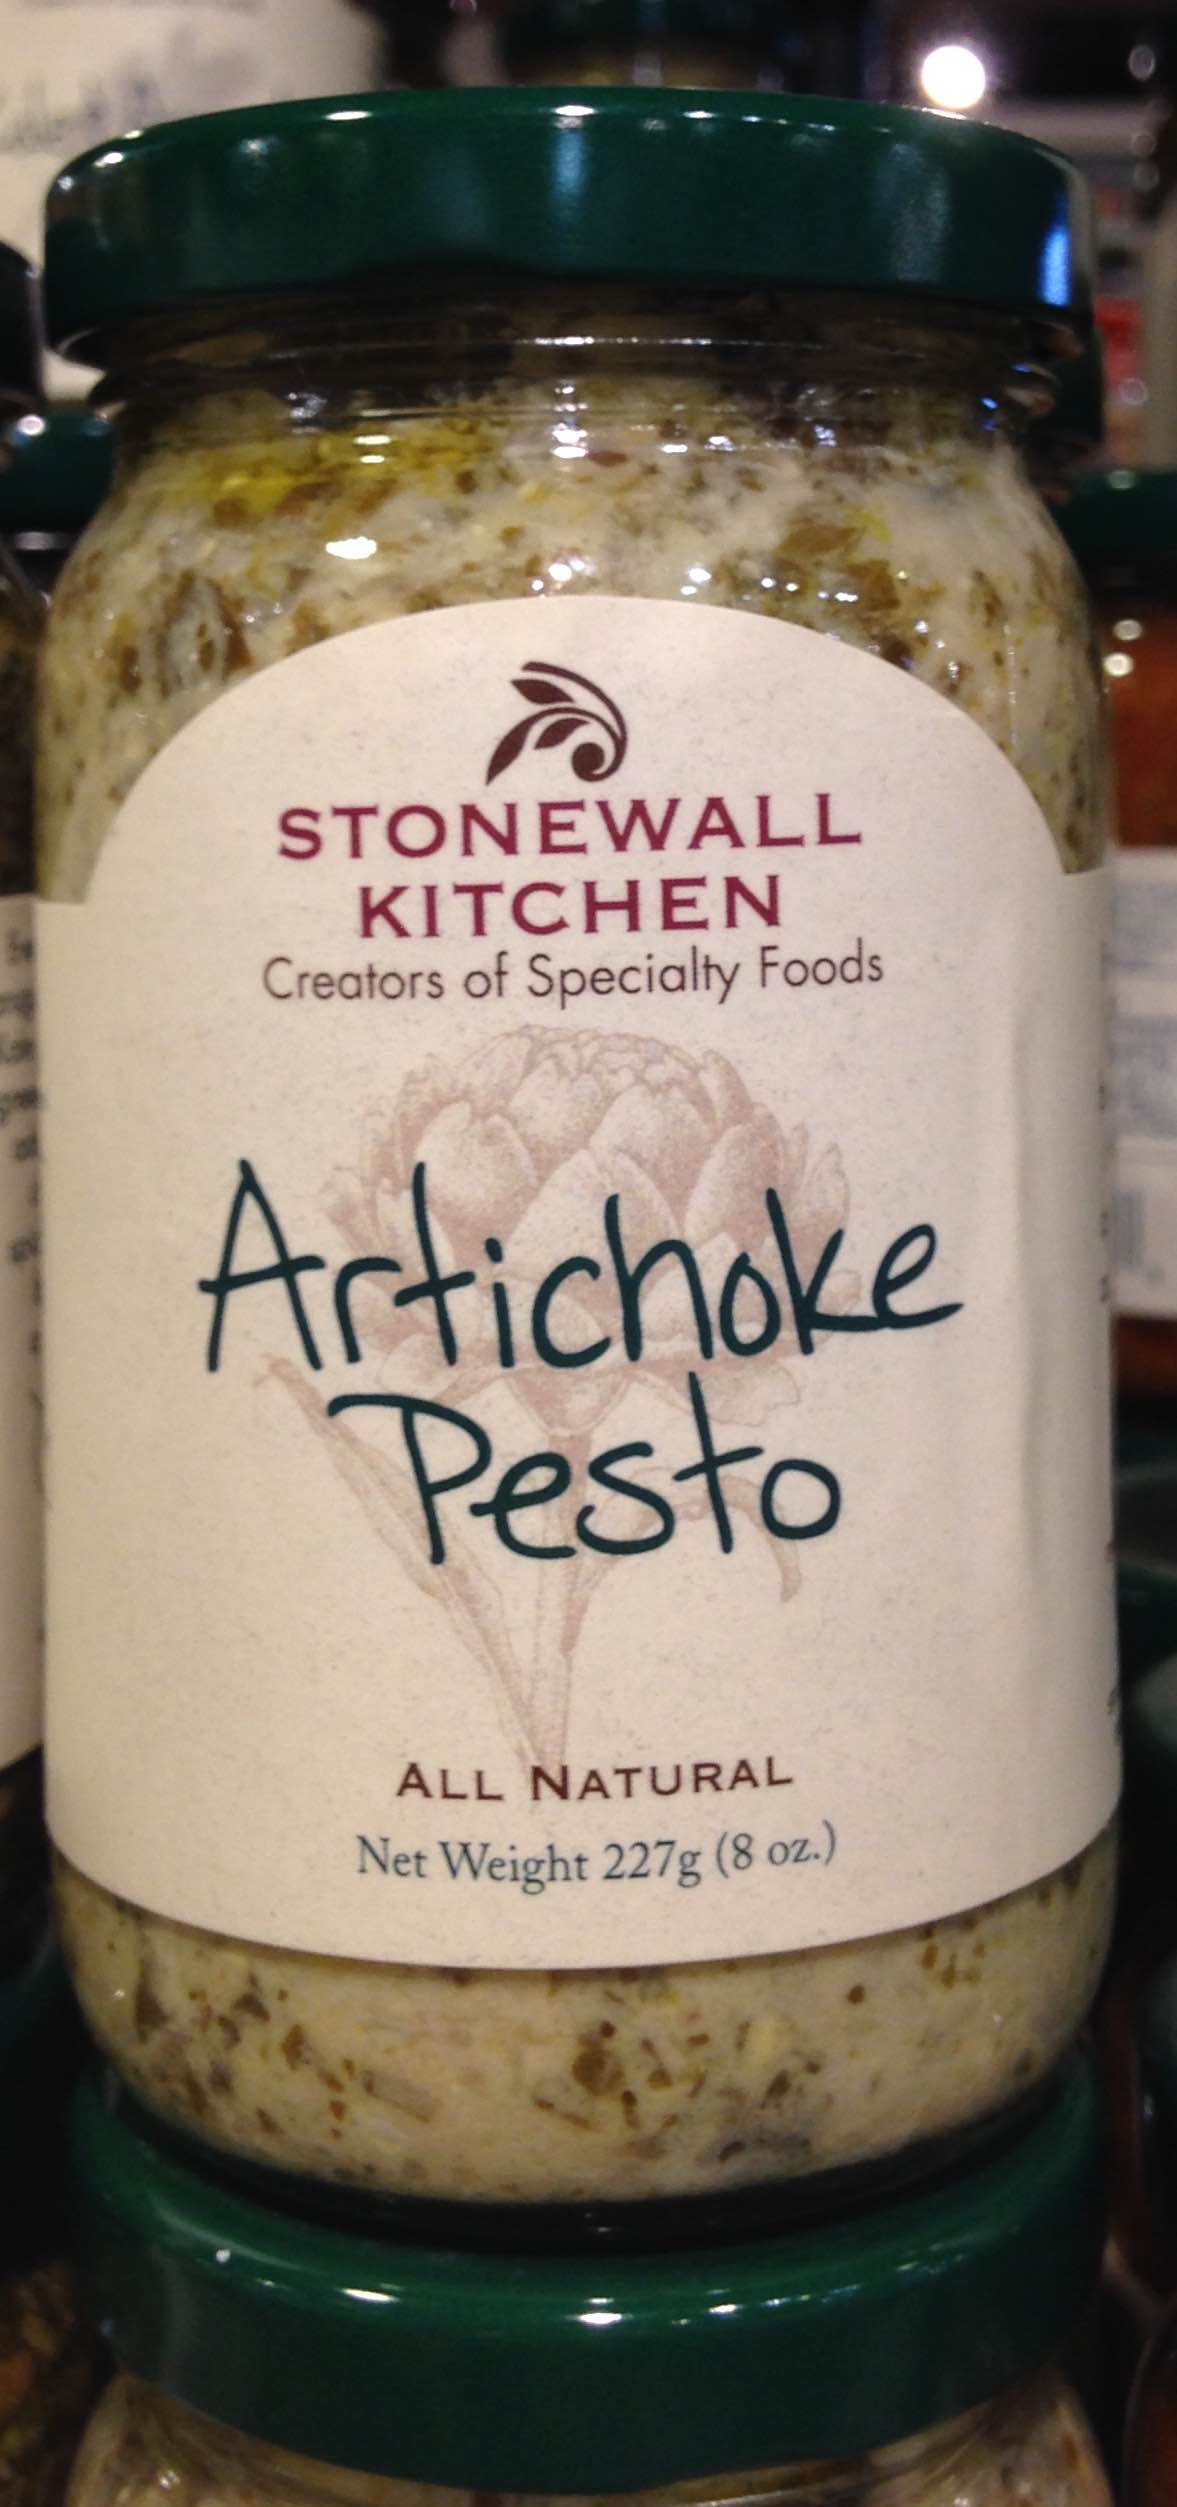 STONEWALL
KITCHEN
Creators of Specialty Foods
Artichoke
Pesto
ALL NATURAL
Net Weight 227g (8 oz.)